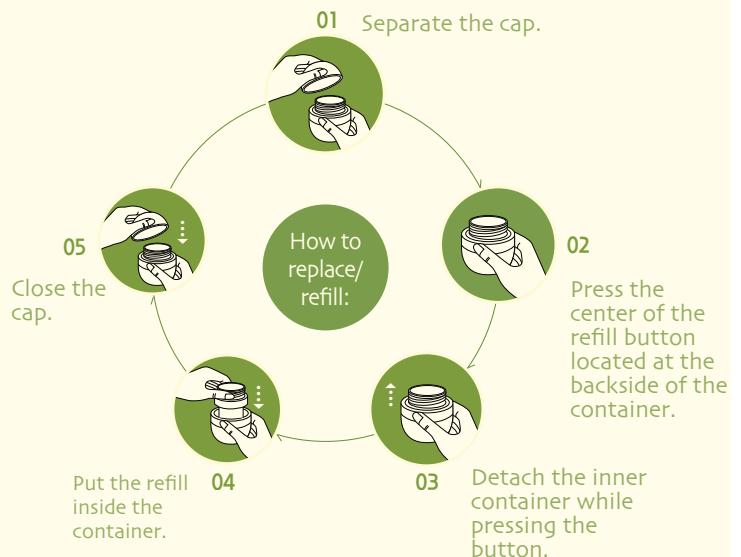 How to
replace/
refill:
01
Separate the cap.
02
Press the
center of the
refill button
located at the
backside of the
container.
03
Detach the inner
container while
pressing the
button.
04
Put the refill
inside the
container.
05
Close the
cap.